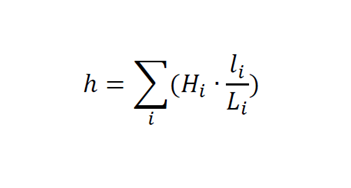 h = ∑_i (H_i · l_i/L_i)